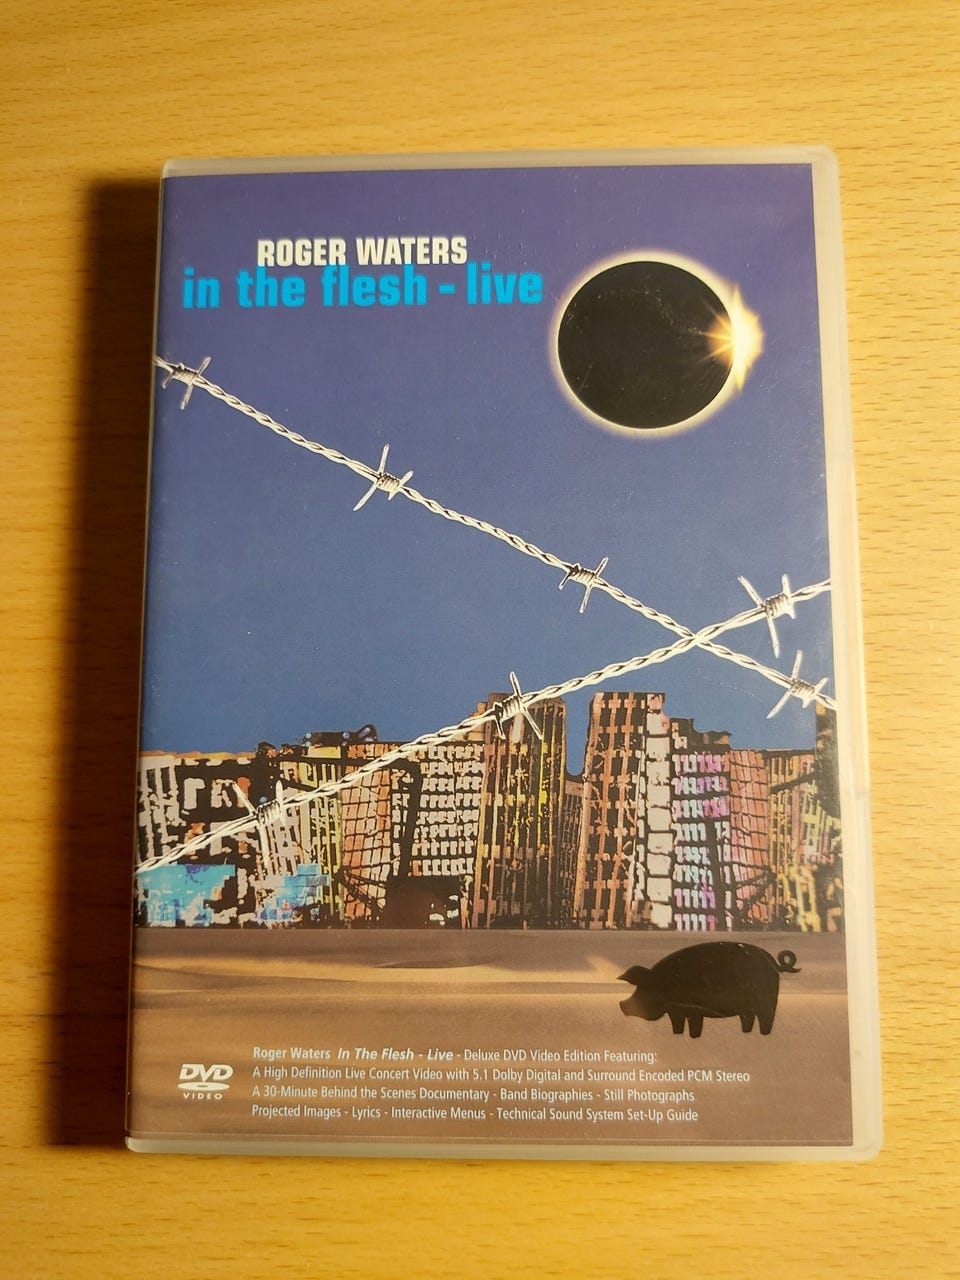 ROGER WATERS
in the flesh - live
Roger Waters In The Flesh - Live - Deluxe DVD Video Edition Featuring:
A High Definition Live Concert Video with 5.1 Dolby Digital and Surround Encoded PCM Stereo
A 30-Minute Behind the Scenes Documentary - Band Biographies - Still Photographs
Projected Images - Lyrics - Interactive Menus - Technical Sound System Set-Up Guide
DVD
VIDEO